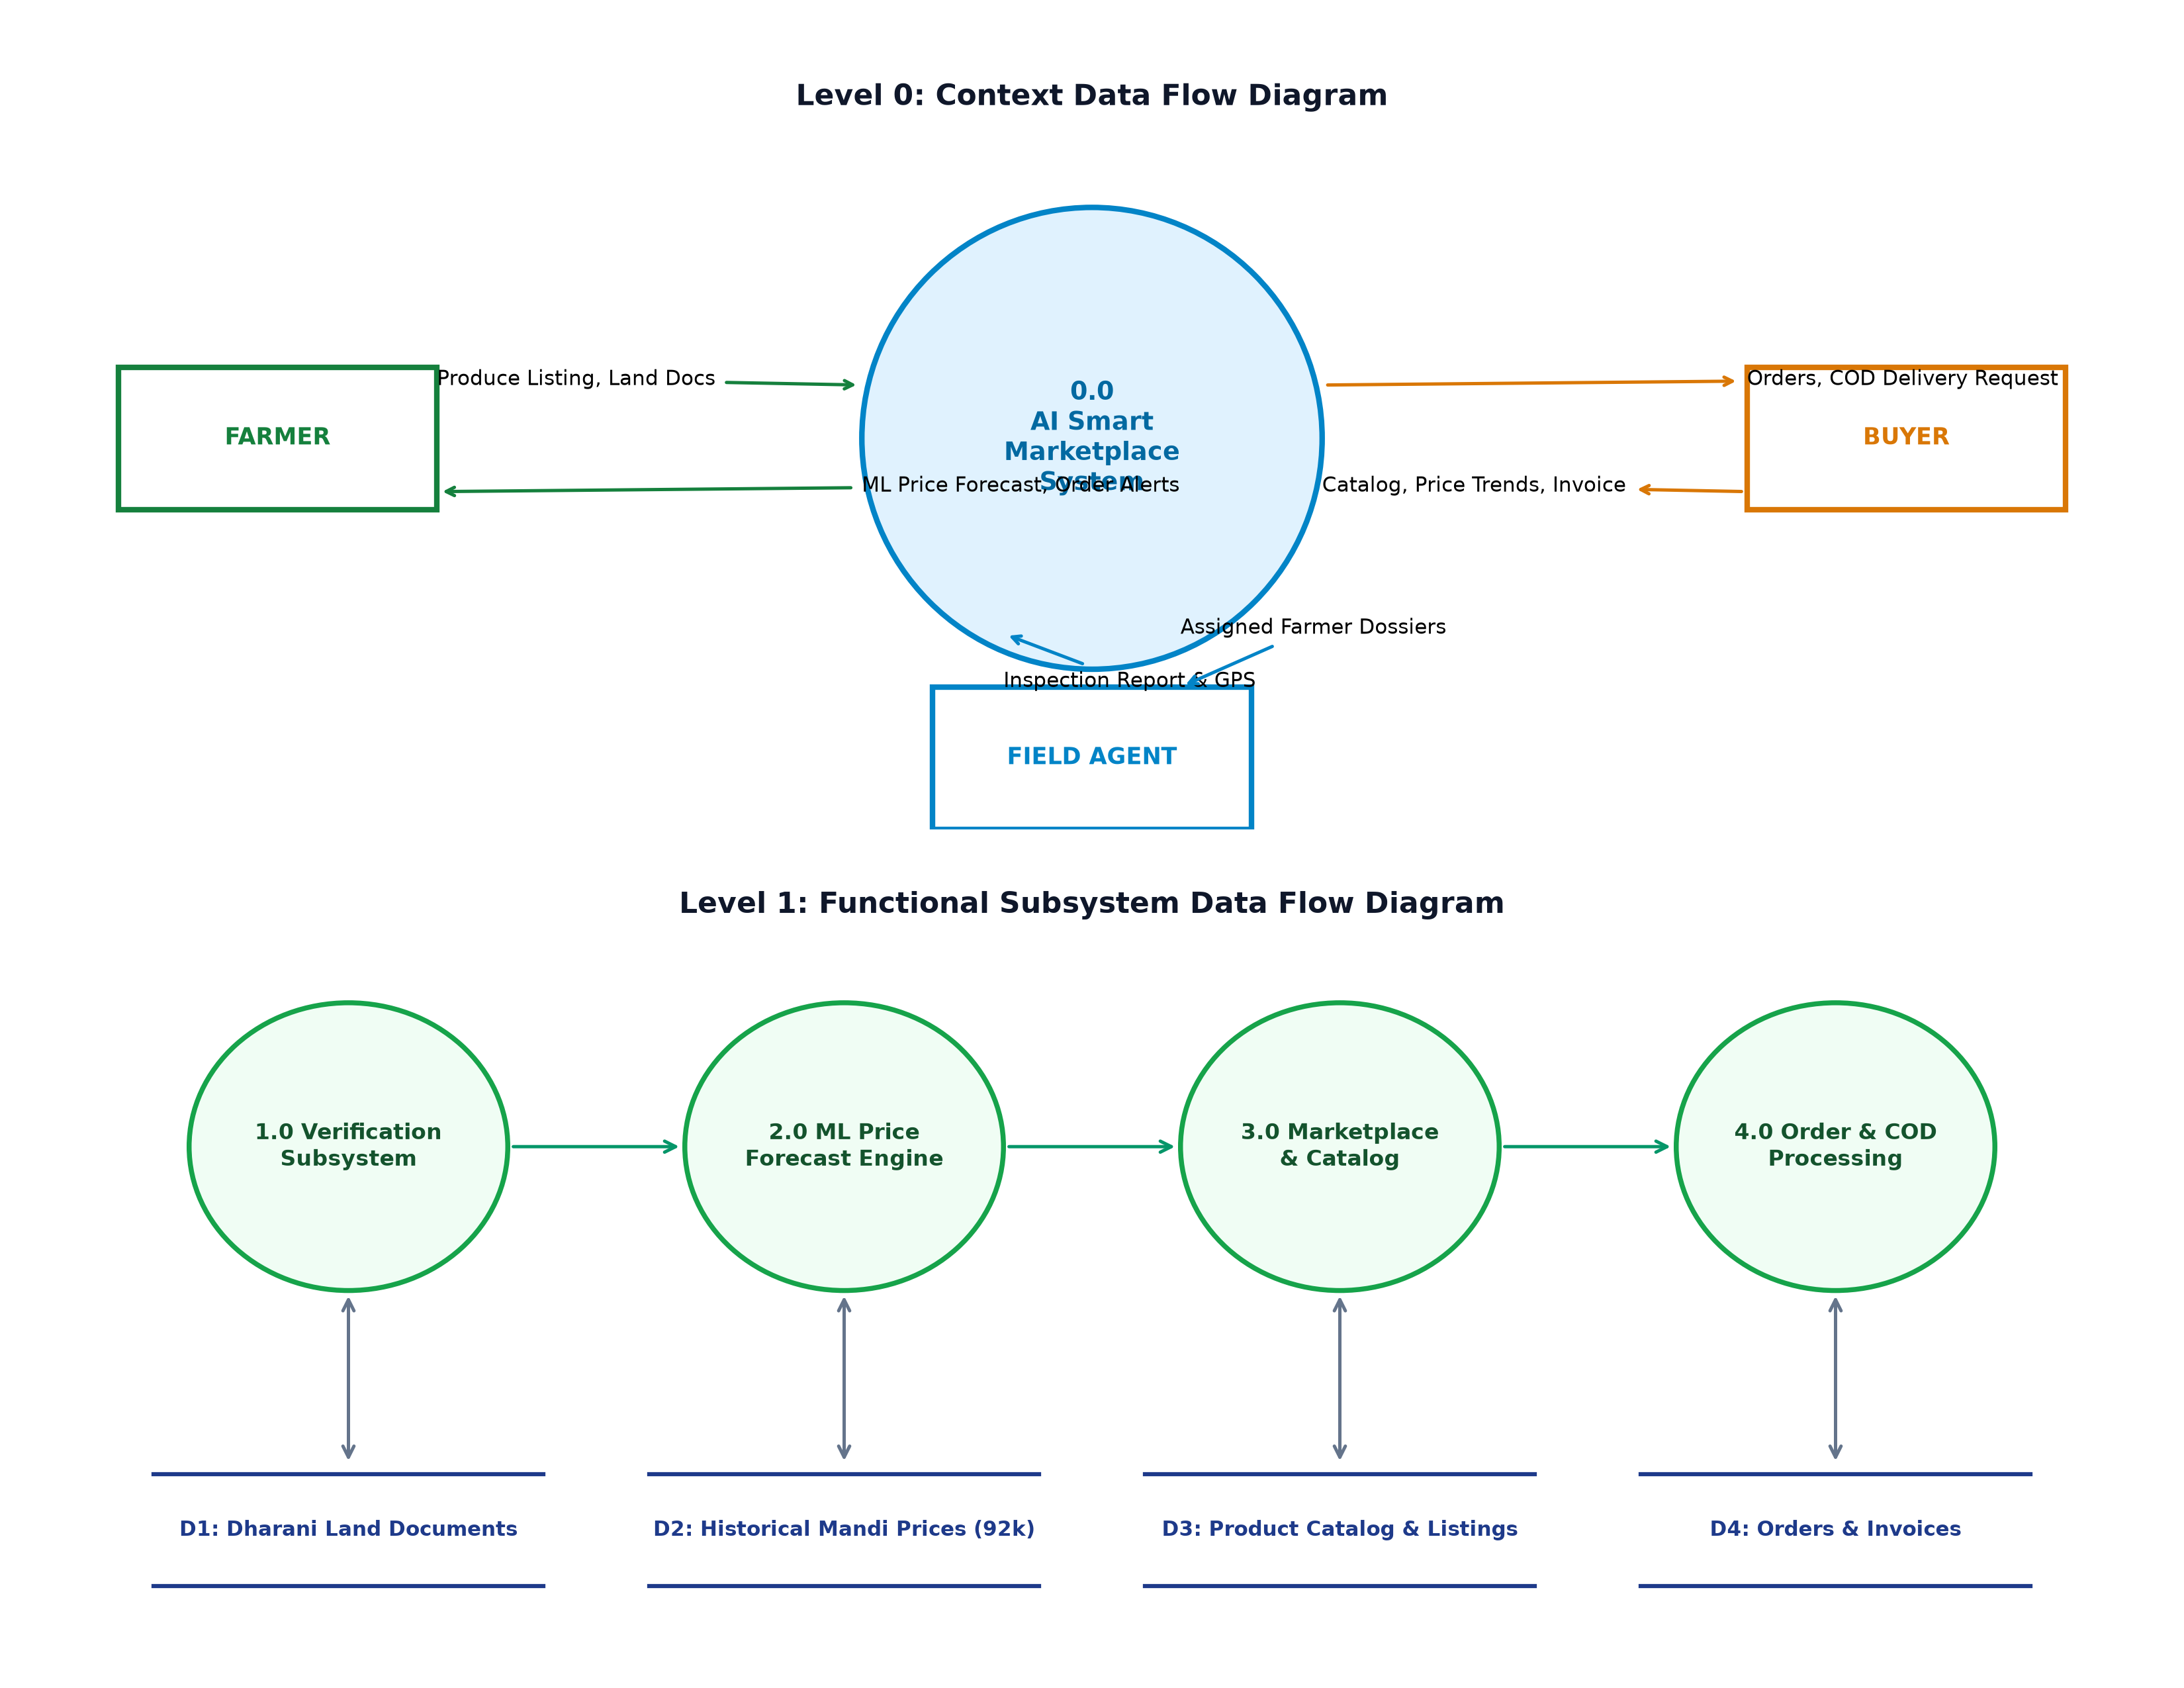 Level 0: Context Data Flow Diagram
Produce Listing, Land Docs
Orders, COD Delivery Request
FARMER
0.0
AI Smart
Marketplace
System
BUYER
ML Price Forecast, Order Alerts
Catalog, Price Trends, Invoice
Assigned Farmer Dossiers
Inspection Report & GPS
FIELD AGENT
Level 1: Functional Subsystem Data Flow Diagram
1.0 Verification
Subsystem
2.0 ML Price
Forecast Engine
3.0 Marketplace
& Catalog
4.0 Order & COD
Processing
D1: Dharani Land Documents
D2: Historical Mandi Prices (92k)
D3: Product Catalog & Listings
D4: Orders & Invoices